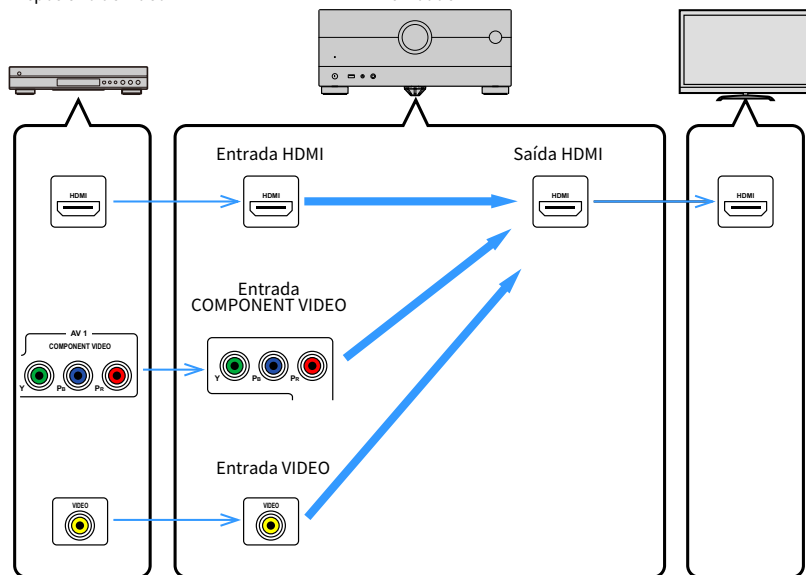 Entrada HDMI
Saída HDMI
HDMI
HDMI
HDMI
HDMI
Entrada
COMPONENT VIDEO
AV 1
COMPONENT VIDEO
Y
PB
PR
Y
PB
PR
Entrada VIDEO
VIDEO
VIDEO